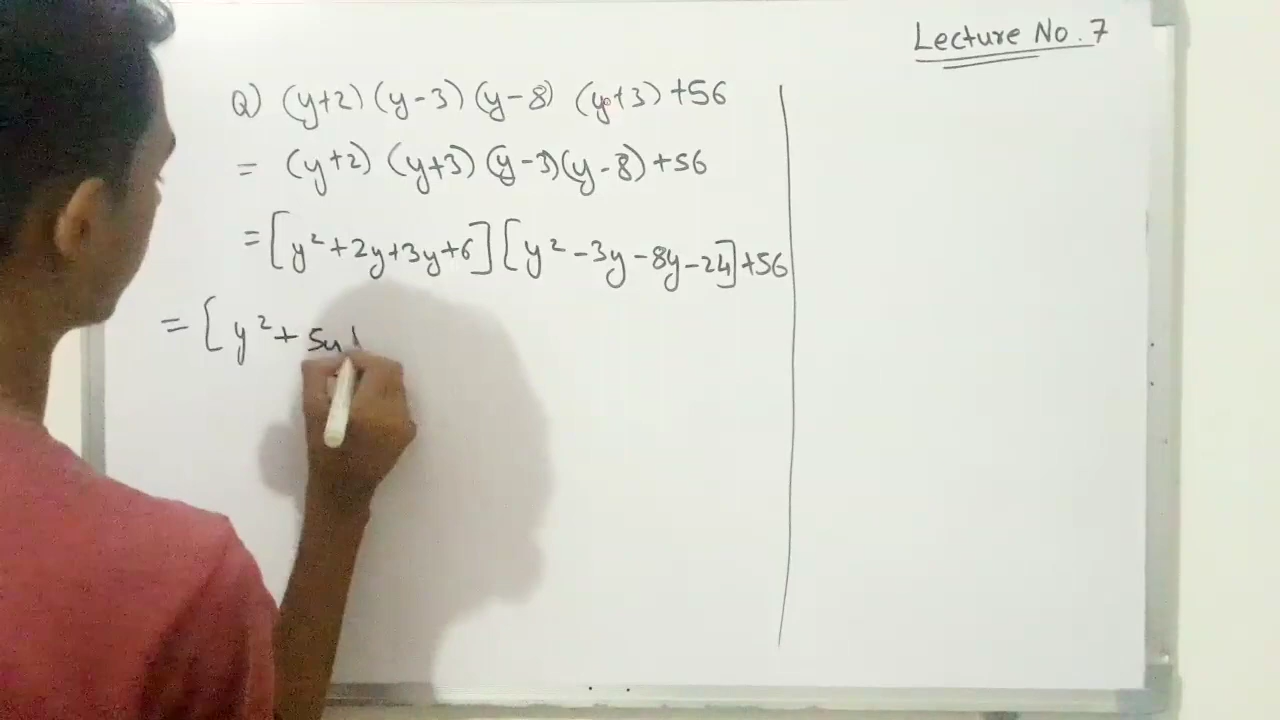 Lecture No. 7
Q) (y+2) (y-3) (y-8) (y+3) +56
= (y+2) (y+3) (y-3)(y-8) +56
= [y²+2y+3y+6] [y²-3y-8y-24]+56
= [y²+5y